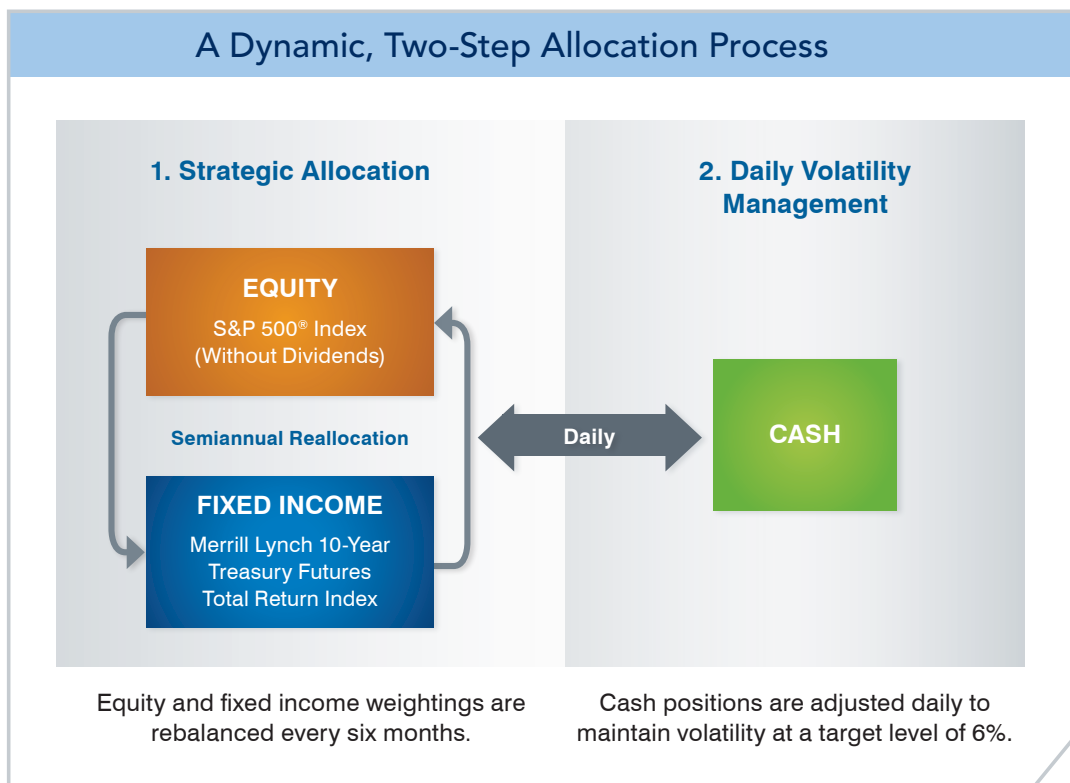 A Dynamic, Two-Step Allocation Process
1. Strategic Allocation
EQUITY
S&P 500® Index
(Without Dividends)
Semiannual Reallocation
FIXED INCOME
Merrill Lynch 10-Year
Treasury Futures
Total Return Index
Equity and fixed income weightings are
rebalanced every six months.
Daily
2. Daily Volatility
Management
CASH
Cash positions are adjusted daily to
maintain volatility at a target level of 6%.